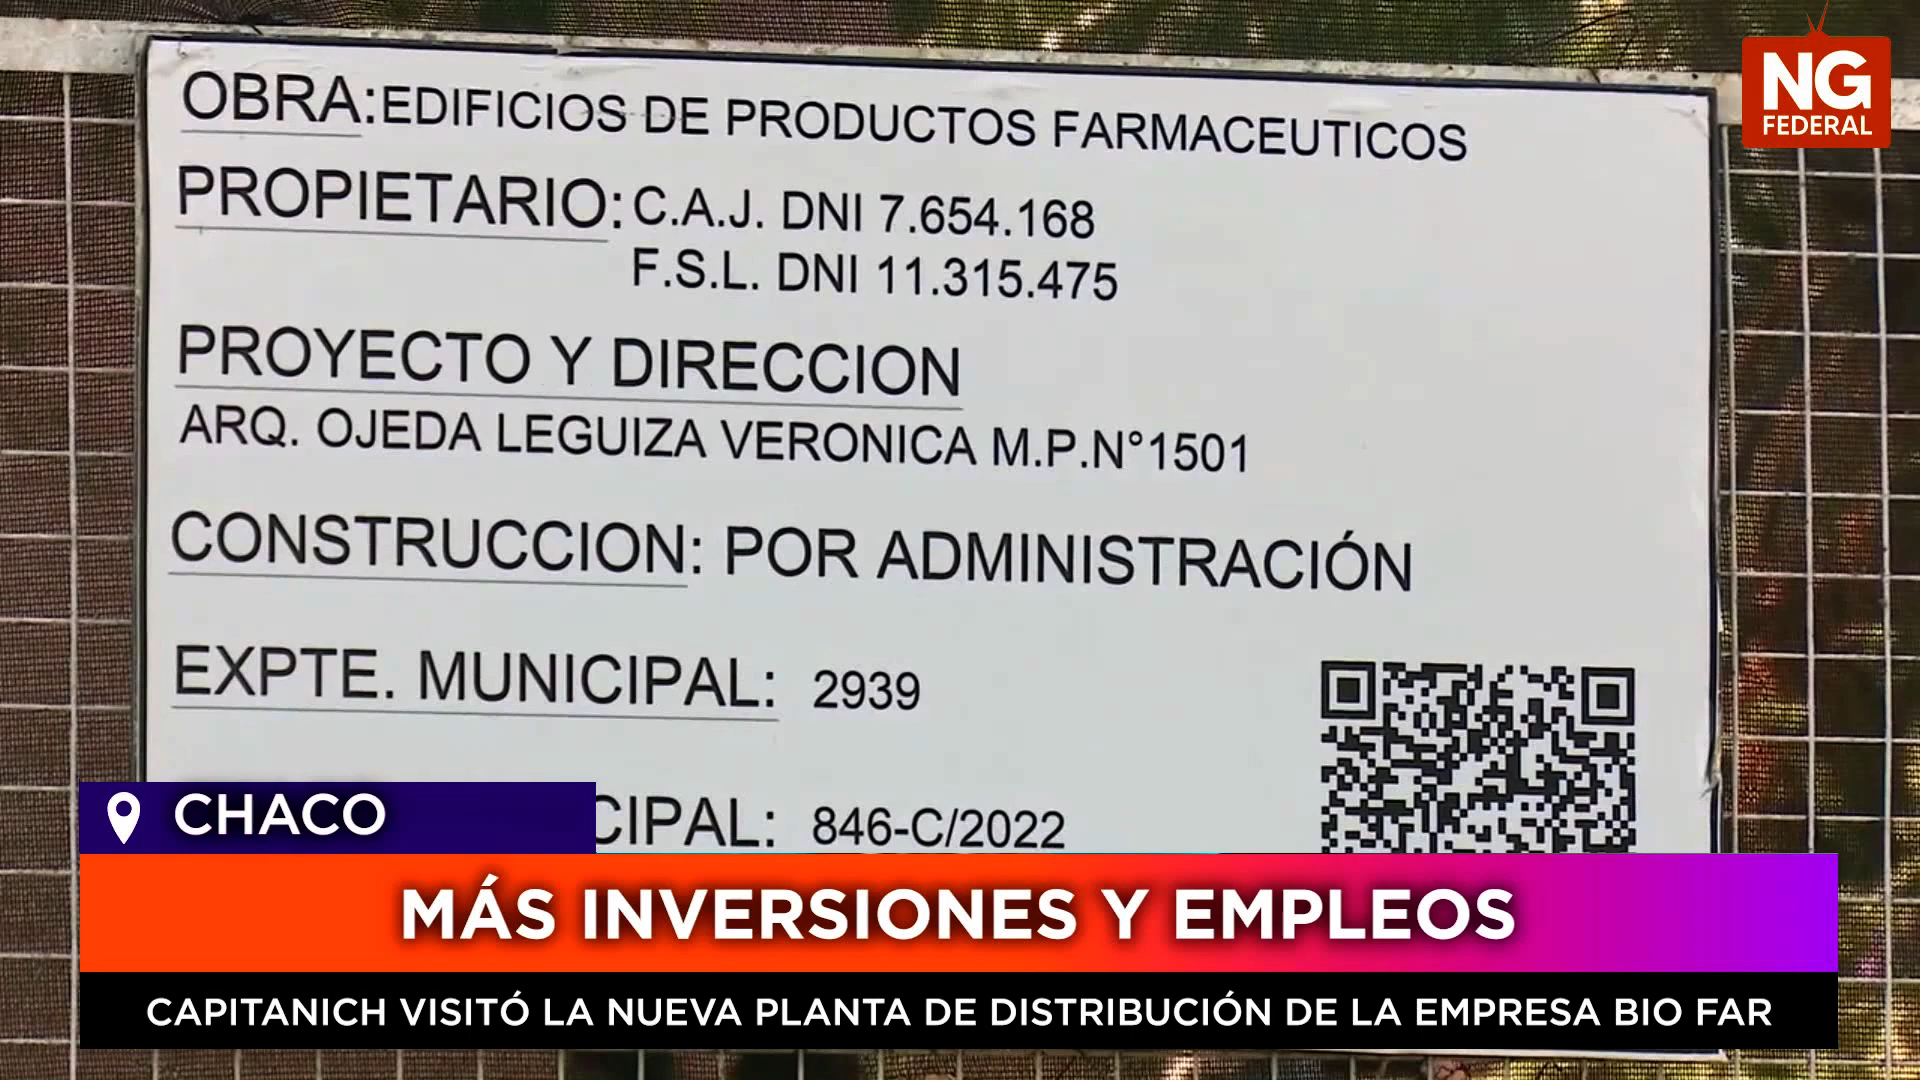 OBRA:EDIFICIOS DE PRODUCTOS FARMACEUTICOS
PROPIETARIO: C.A.J. DNI 7.654.168
F.S.L. DNI 11.315.475
PROYECTO Y DIRECCION
ARQ. OJEDA LEGUIZA VERONICA M.P.N°1501
CONSTRUCCION: POR ADMINISTRACIÓN
EXPTE. MUNICIPAL: 2939
CIPAL: 846-C/2022
NG
FEDERAL
CHACO
MÁS INVERSIONES Y EMPLEOS
CAPITANICH VISITÓ LA NUEVA PLANTA DE DISTRIBUCIÓN DE LA EMPRESA BIO FAR